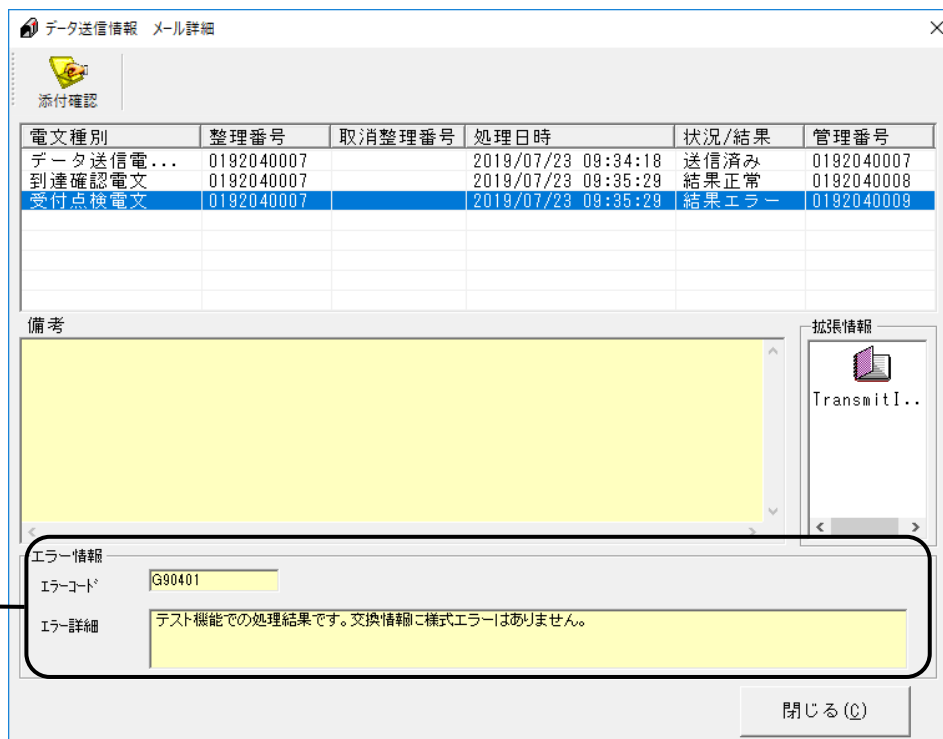 データ送信情報 メール詳細
添付確認
電文種別 整理番号 取消整理番号 処理日時 状況/結果 管理番号
データ送信電... 0192040007 2019/07/23 09:34:18 送信済み 0192040007
到達確認電文 0192040007 2019/07/23 09:35:29 結果正常 0192040008
受付点検電文 0192040007 2019/07/23 09:35:29 結果エラー 0192040009
備考
拡張情報
TransmitI..
エラー情報
エラーコード G90401
エラー詳細 テスト機能での処理結果です。交換情報に様式エラーはありません。
閉じる(C)